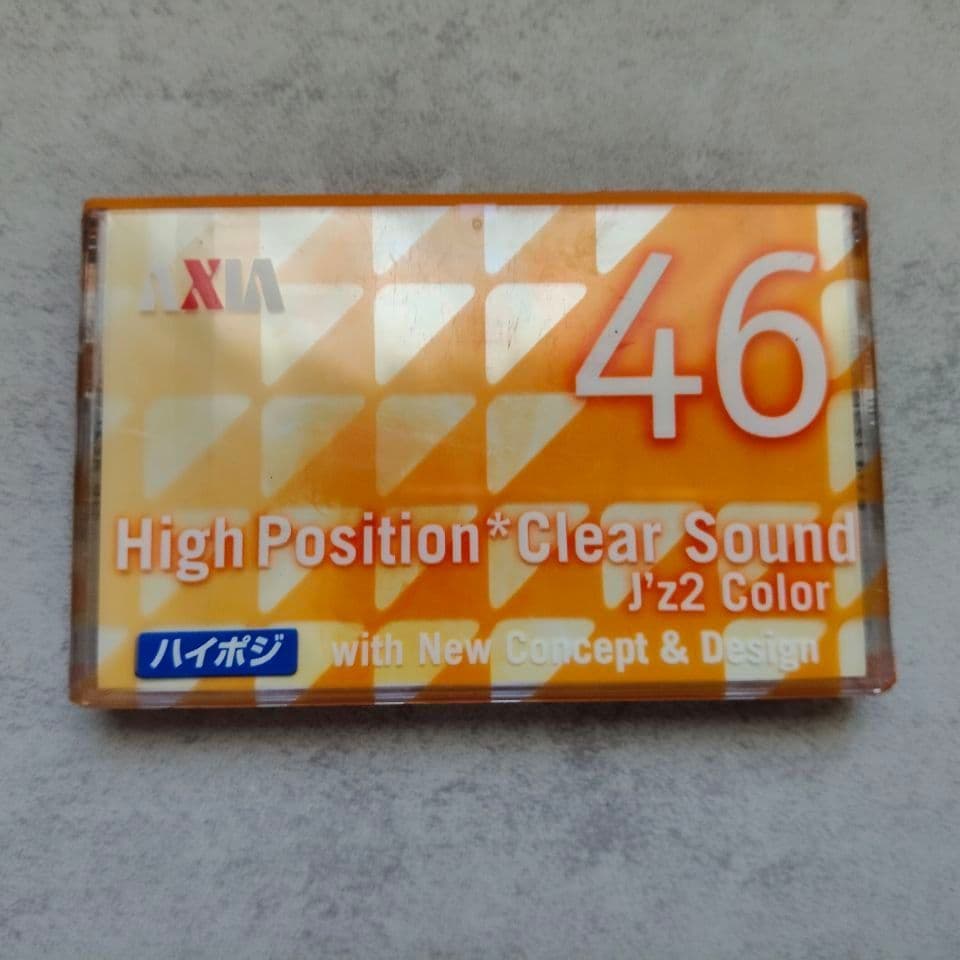 AXIA
46
High Position*Clear Sound
J'z2 Color
ハイポジ with New Concept & Design